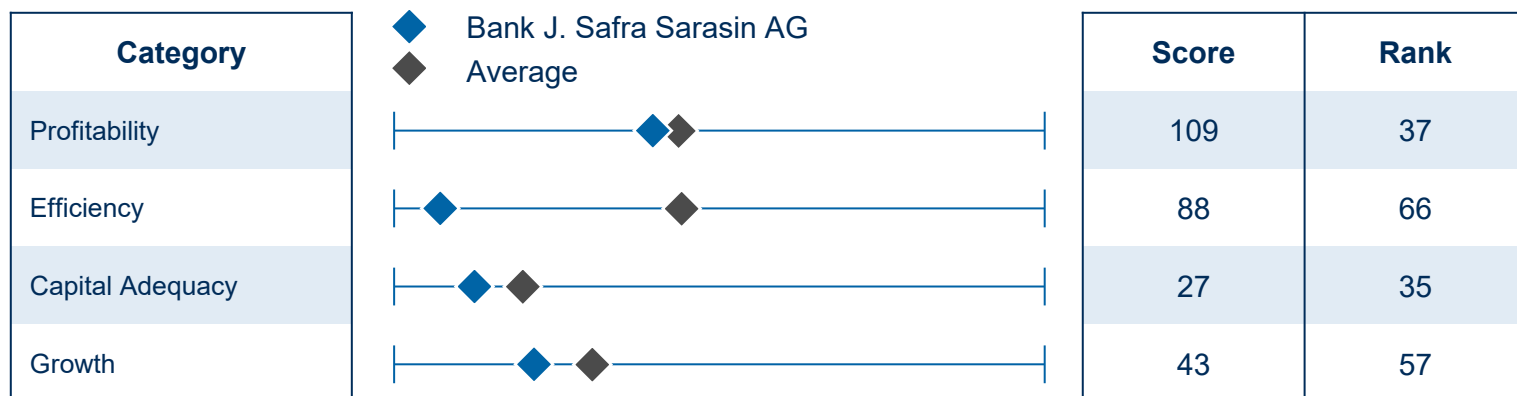 Category
Bank J. Safra Sarasin AG
Average
Score Rank
Profitability 109 37
Efficiency 88 66
Capital Adequacy 27 35
Growth 43 57